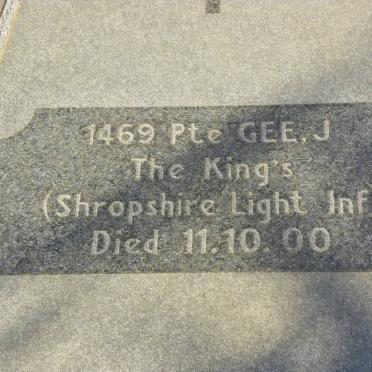 1469 Pte GEE. J
The King's
(Shropshire Light Inf
Died 11.10.00